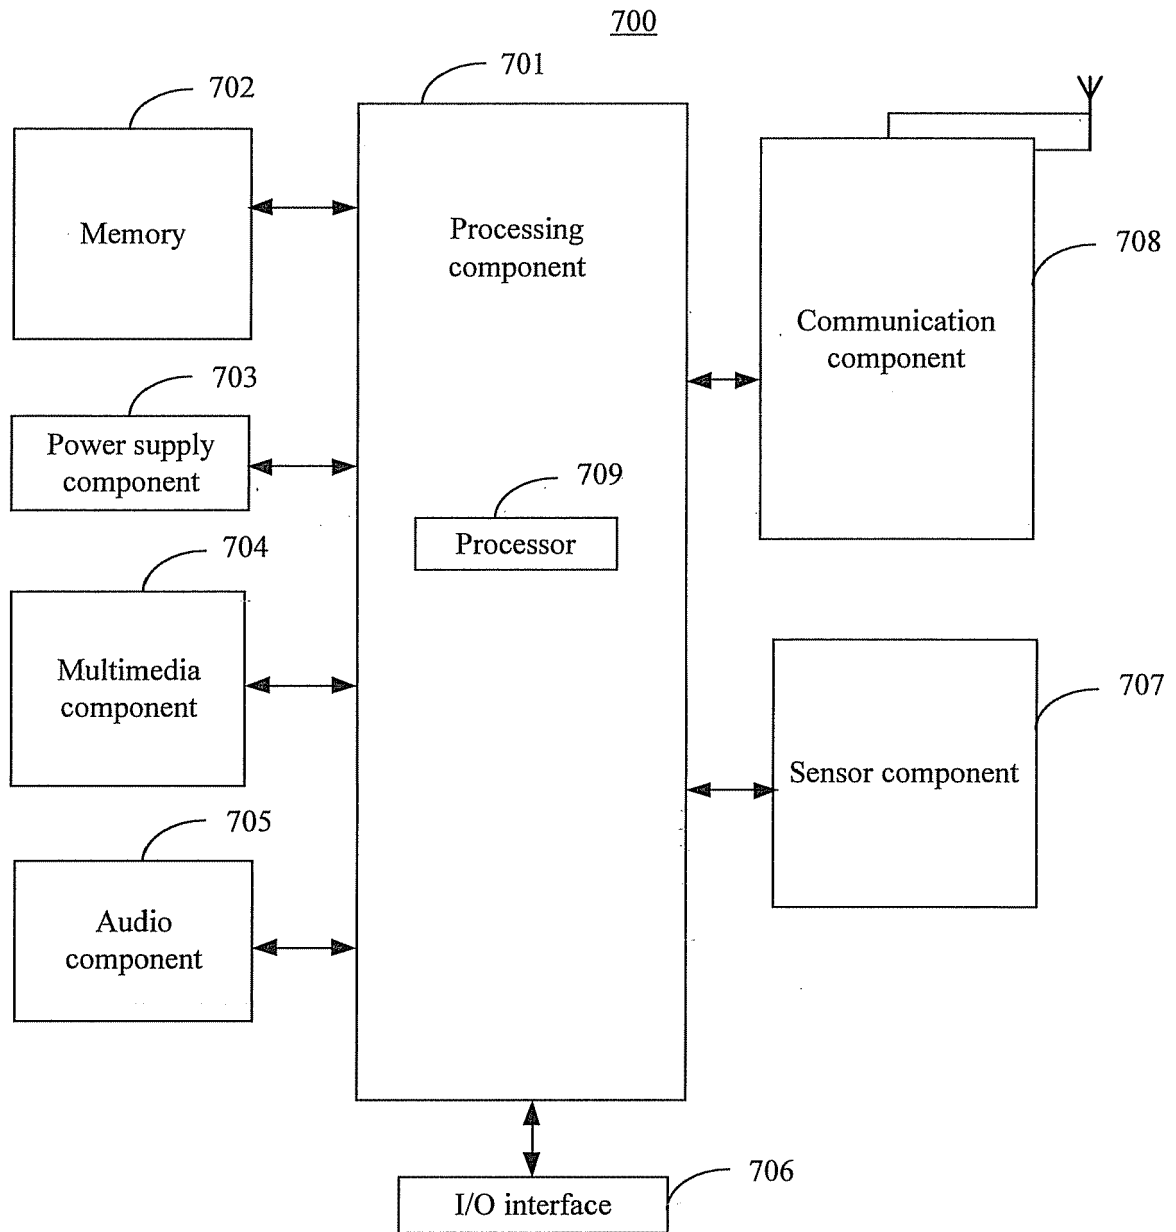 700
702
701
Memory
Processing
component
708
Communication
component
703
Power supply
component
709
Processor
704
Multimedia
component
707
Sensor component
705
Audio
component
706
I/O interface